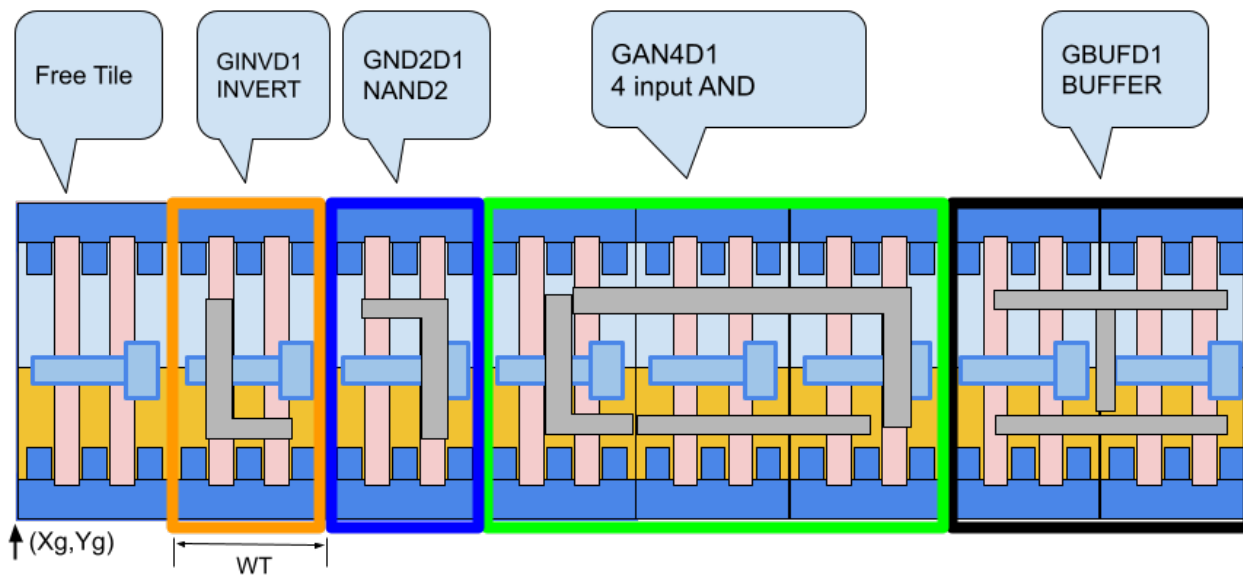 Free Tile
GINVD1
INVERT
GND2D1
NAND2
GAN4D1
4 input AND
GBUFD1
BUFFER
(Xg,Yg)
WT